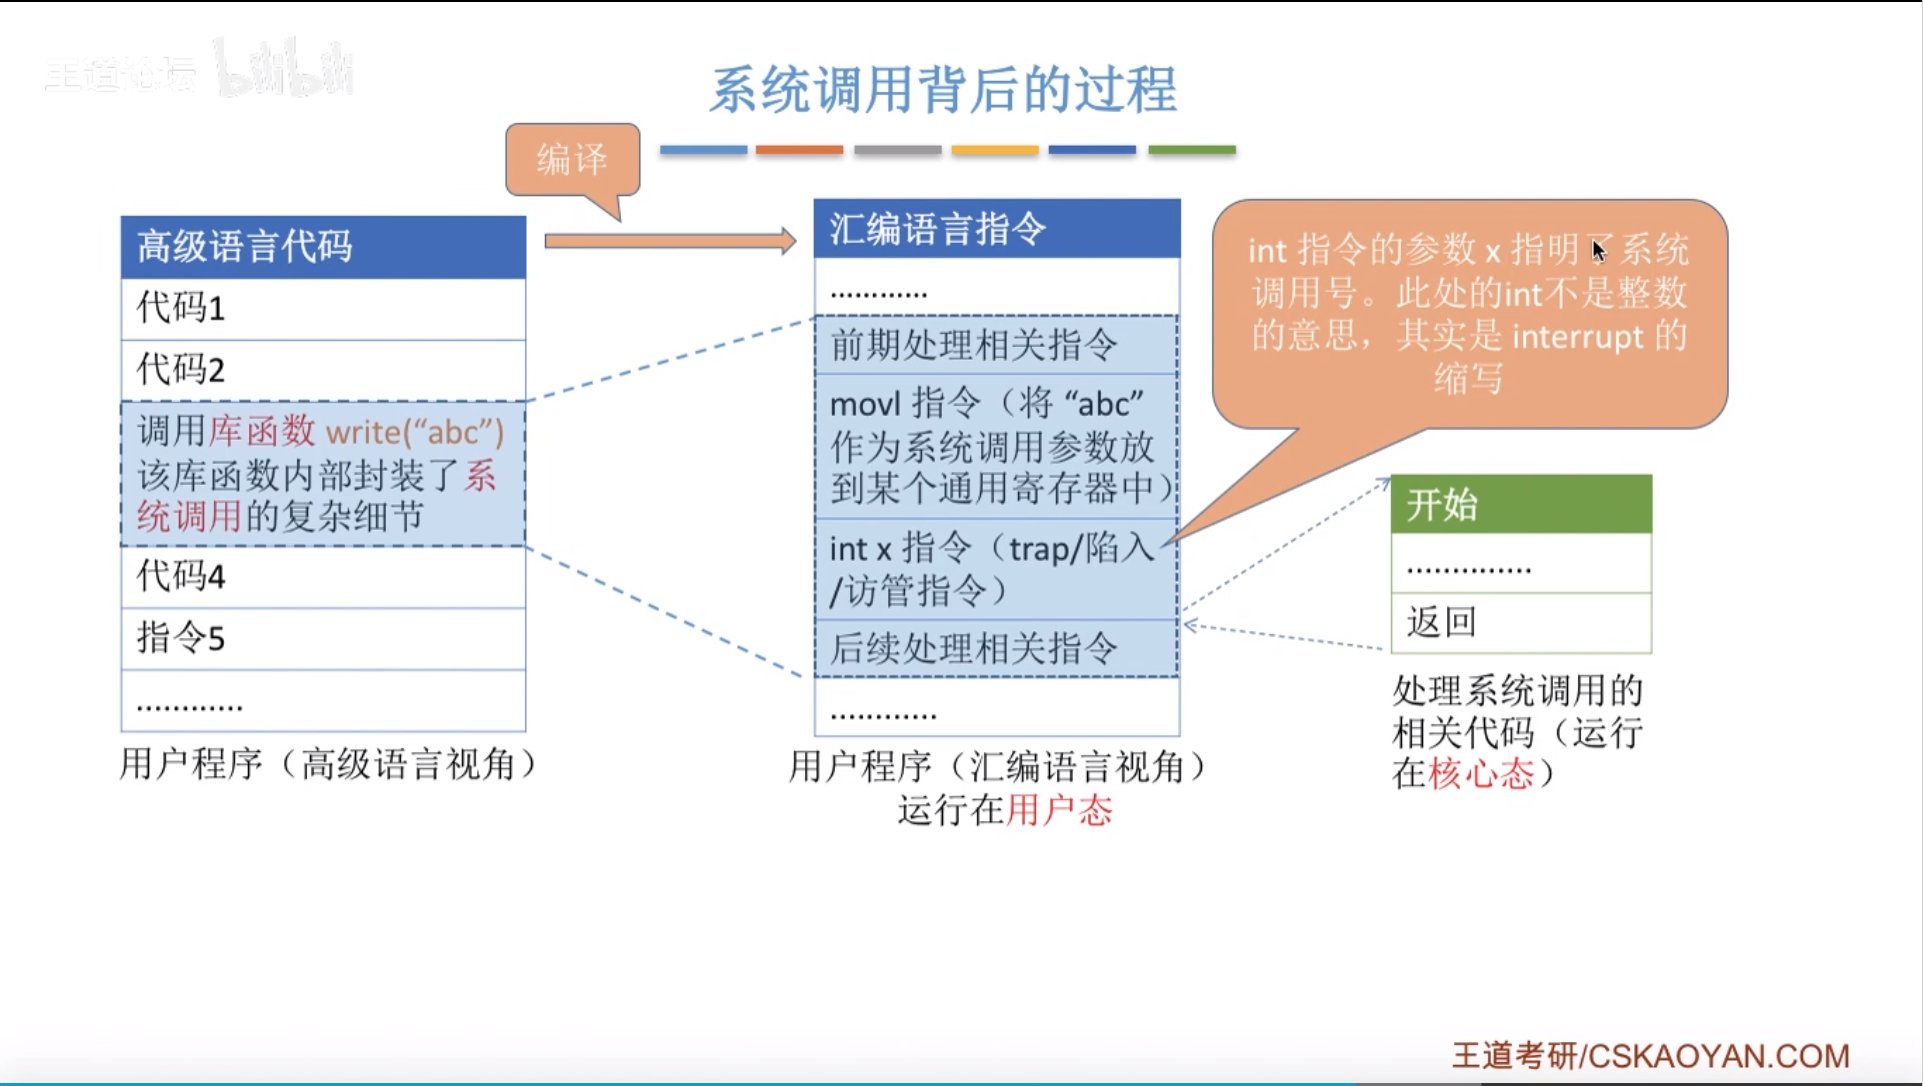 王道论坛 bilibili
系统调用背后的过程
编译
高级语言代码
代码1
代码2
调用库函数 write(“abc”)
该库函数内部封装了系
统调用的复杂细节
代码4
指令5
............
用户程序（高级语言视角）
汇编语言指令
............
前期处理相关指令
movl 指令（将 “abc”
作为系统调用参数放
到某个通用寄存器中）
int x 指令（trap/陷入
/访管指令）
后续处理相关指令
............
用户程序（汇编语言视角）
运行在用户态
int 指令的参数 x 指明了系统
调用号。此处的int不是整数
的意思，其实是 interrupt 的
缩写
开始
..............
返回
处理系统调用的
相关代码（运行
在核心态）
王道考研/CSKAOYAN.COM